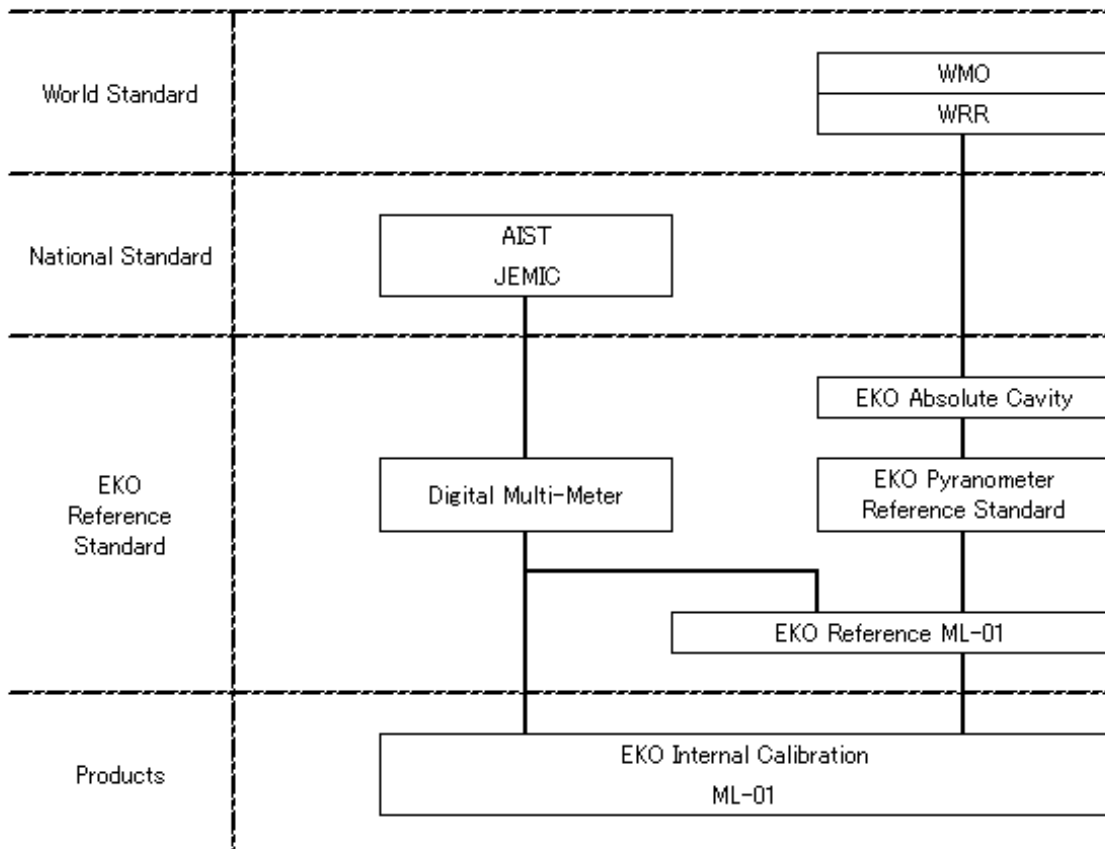 World Standard
WMO
WRR
National Standard
AIST
JEMIC
EKO
Reference
Standard
EKO Absolute Cavity
Digital Multi-Meter
EKO Pyranometer
Reference Standard
EKO Reference ML-01
Products
EKO Internal Calibration
ML-01